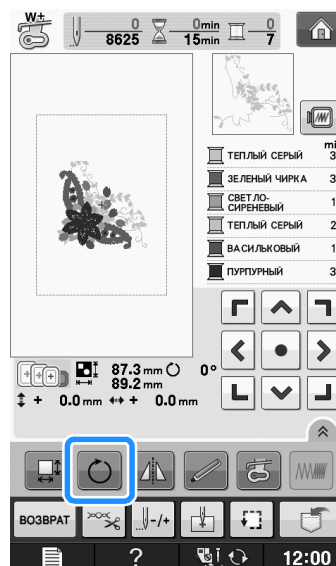 W+
0
8625
0min
15min
0
7
min
ТЕПЛЫЙ СЕРЫЙ 3
ЗЕЛЕНЫЙ ЧИРКА 3
СВЕТЛО-
СИРЕНЕВЫЙ 1
ТЕПЛЫЙ СЕРЫЙ 2
ВАСИЛЬКОВЫЙ 1
ПУРПУРНЫЙ 3
87.3 mm 0°
89.2 mm
+ 0.0 mm + 0.0 mm
ВОЗВРАТ
-/+
? 12:00